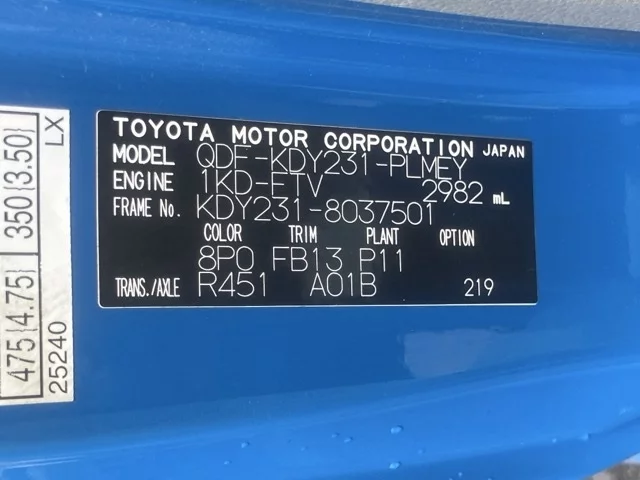 TOYOTA MOTOR CORPORATION JAPAN
MODEL QDF-KDY231-PLMEY
ENGINE 1KD-FTV 2982 mL
FRAME No. KDY231-8037501
COLOR TRIM PLANT OPTION
8P0 FB13 P11
TRANS./AXLE R451 A01B 219
475(4.75) 350(3.50)
25240 LX